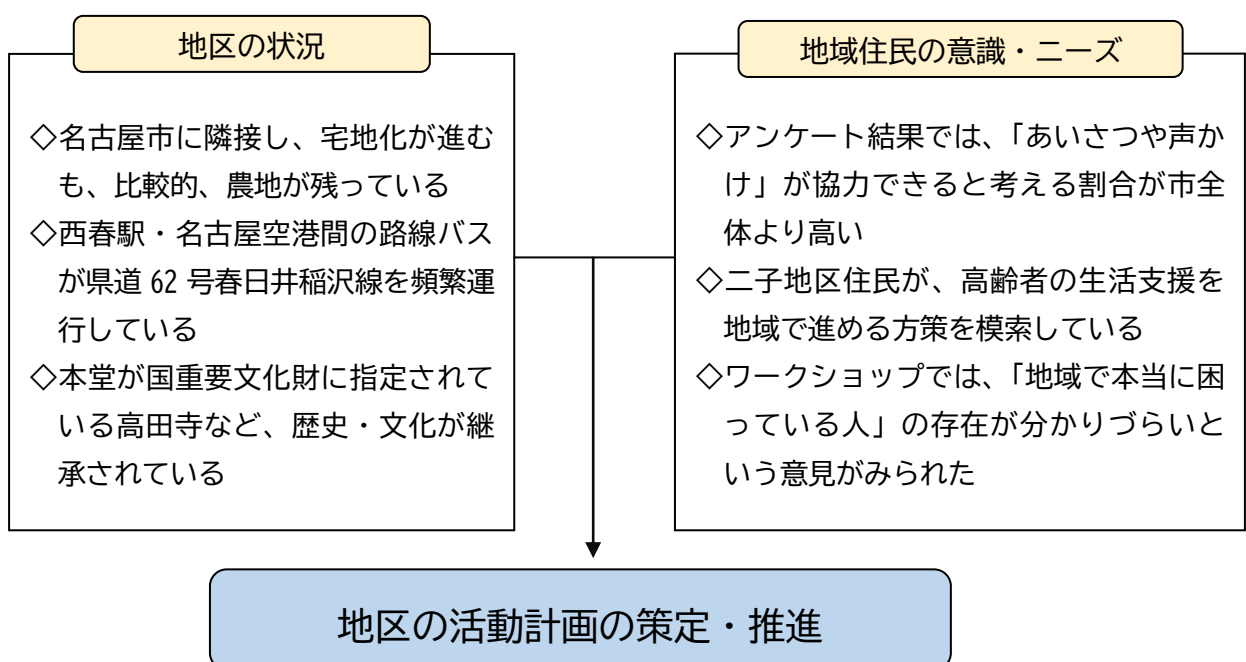 地区の状況
◇名古屋市に隣接し、宅地化が進む
も、比較的、農地が残っている
◇西春駅・名古屋空港間の路線バス
が県道 62 号春日井稲沢線を頻繁運
行している
◇本堂が国重要文化財に指定されて
いる高田寺など、歴史・文化が継
承されている
地域住民の意識・ニーズ
◇アンケート結果では、「あいさつや声か
け」が協力できると考える割合が市全
体より高い
◇二子地区住民が、高齢者の生活支援を
地域で進める方策を模索している
◇ワークショップでは、「地域で本当に困
っている人」の存在が分かりづらいと
いう意見がみられた
地区の活動計画の策定・推進